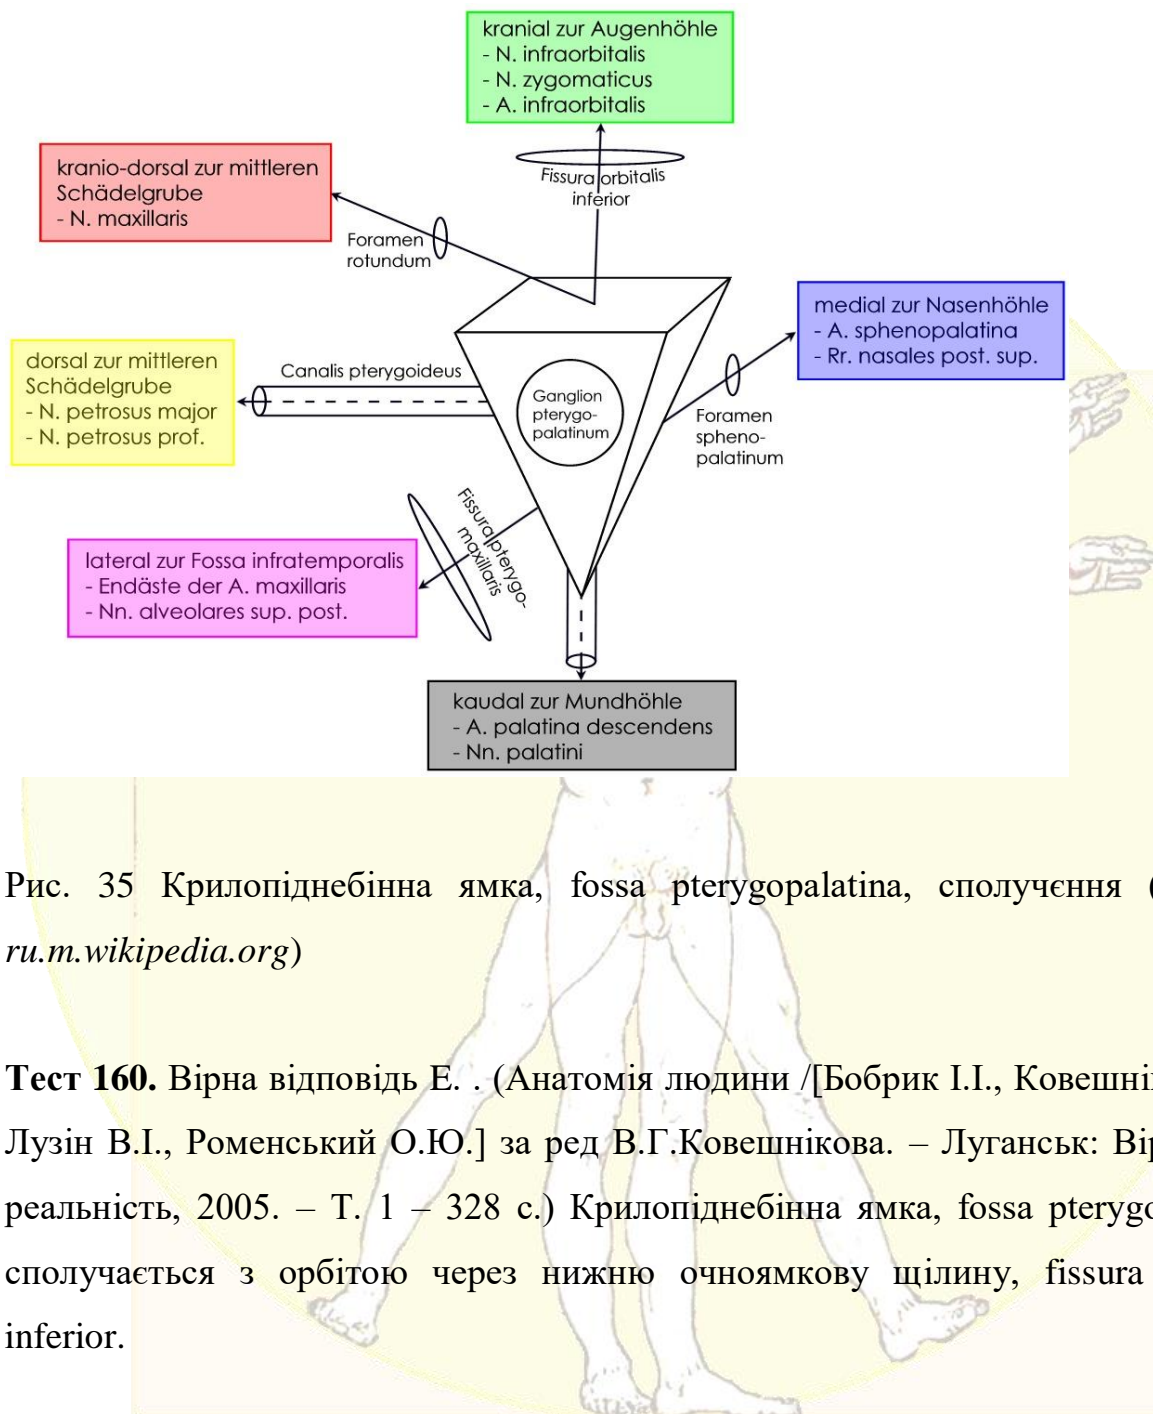 kranial zur Augenhöhle
- N. infraorbitalis
- N. zygomaticus
- A. infraorbitalis
Fissura orbitalis
inferior
kranio-dorsal zur mittleren
Schädelgrube
- N. maxillaris
Foramen
rotundum
medial zur Nasenhöhle
- A. sphenopalatina
- Rr. nasales post. sup.
Foramen
spheno-
palatinum
dorsal zur mittleren
Schädelgrube
- N. petrosus major
- N. petrosus prof.
Canalis pterygoideus
Ganglion
pterygo-
palatinum
Fissura pterygo-
maxillaris
lateral zur Fossa infratemporalis
- Endäste der A. maxillaris
- Nn. alveolares sup. post.
kaudal zur Mundhöhle
- A. palatina descendens
- Nn. palatini
Рис. 35 Крилопіднебінна ямка, fossa pterygopalatina, сполучєння (
ru.m.wikipedia.org)
Тест 160. Вірна відповідь Е. . (Анатомія людини /[Бобрик І.І., Ковешні
Лузін В.І., Роменський О.Ю.] за ред В.Г.Ковешнікова. – Луганськ: Вір
реальність, 2005. – Т. 1 – 328 с.) Крилопіднебінна ямка, fossa pterygo
сполучається з орбітою через нижню очноямкову щілину, fissura
inferior.